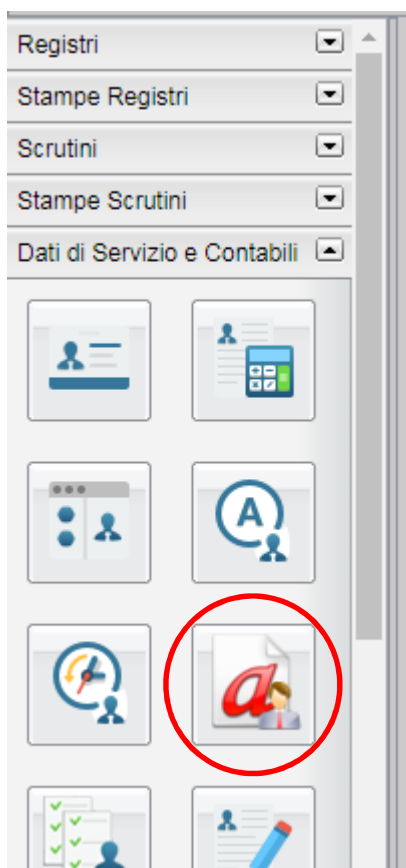 Registri
Stampe Registri
Scrutini
Stampe Scrutini
Dati di Servizio e Contabili
A
a